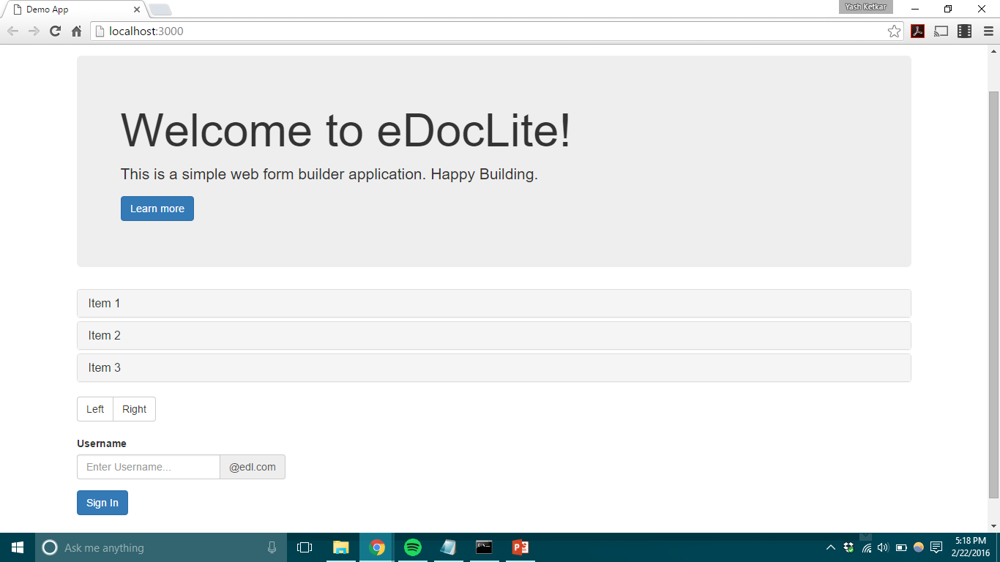 Demo App
Yash Ketkar
localhost:3000
Welcome to eDocLite!
This is a simple web form builder application. Happy Building.
Learn more
Item 1
Item 2
Item 3
Left Right
Username
Enter Username... @edl.com
Sign In
Ask me anything
5:18 PM
2/22/2016